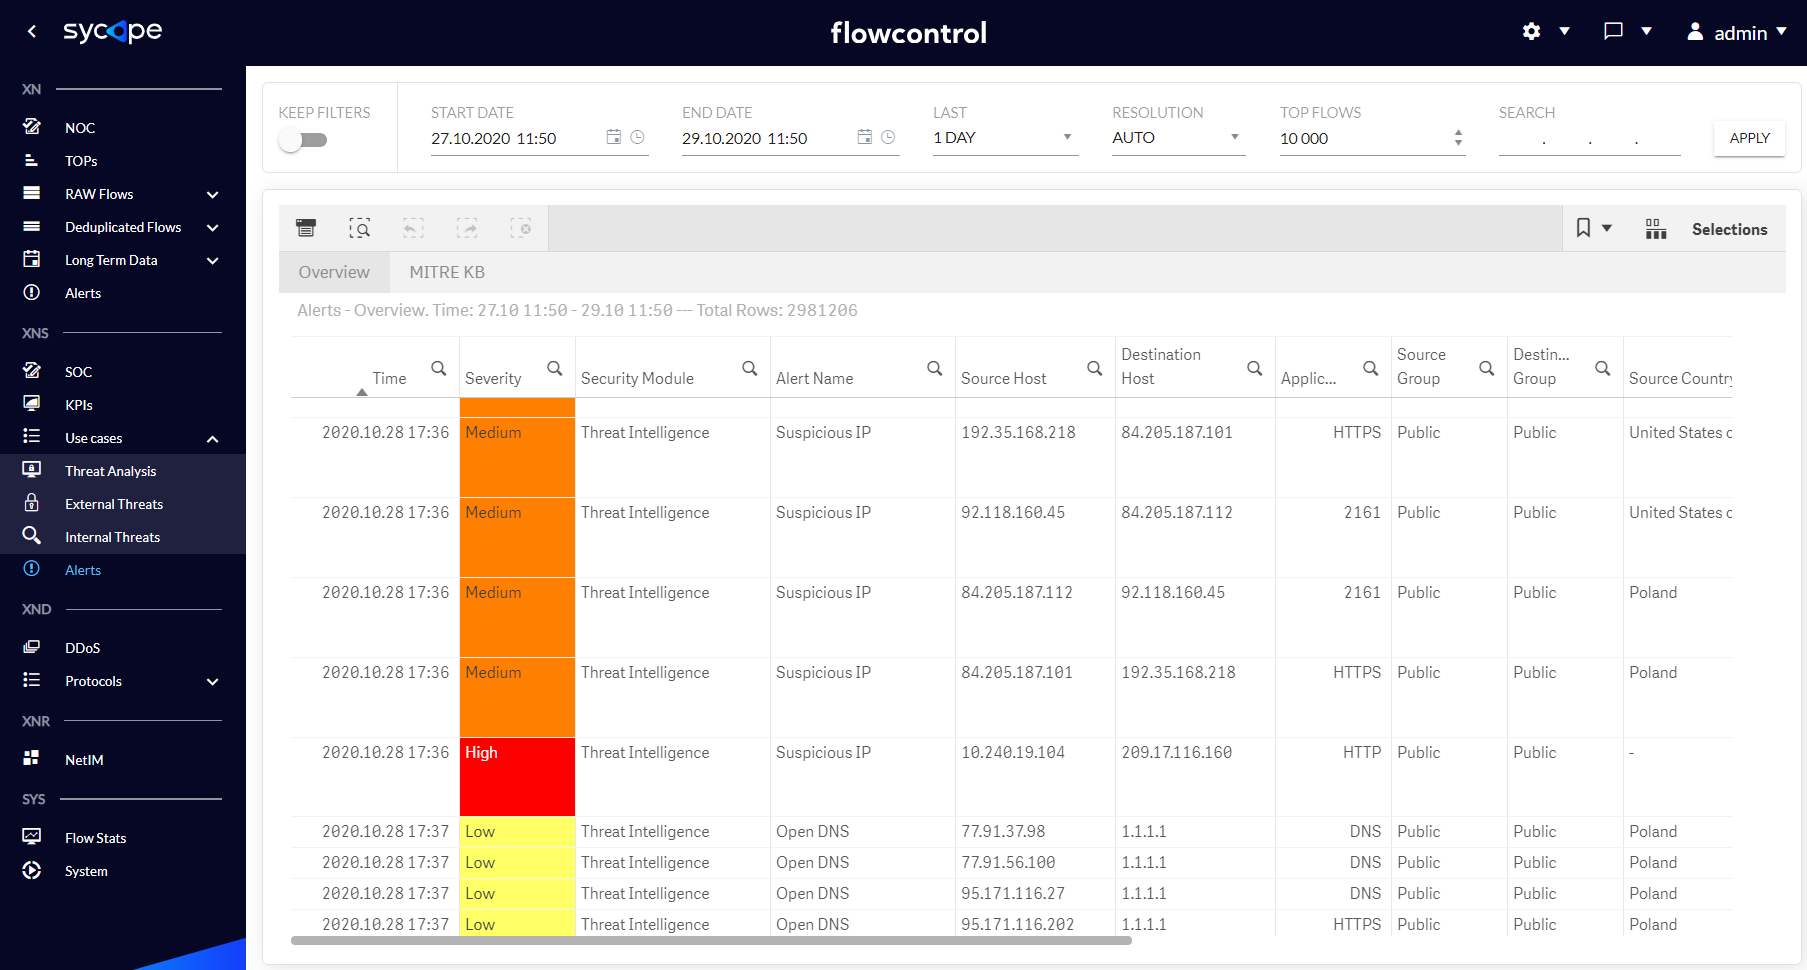 sycope
flowcontrol
admin
XN
NOC
TOPs
RAW Flows
Deduplicated Flows
Long Term Data
Alerts
XNS
SOC
KPIs
Use cases
Threat Analysis
External Threats
Internal Threats
Alerts
XND
DDoS
Protocols
XNR
NetIM
SYS
Flow Stats
System
KEEP FILTERS
START DATE
27.10.2020 11:50
END DATE
29.10.2020 11:50
LAST
1 DAY
RESOLUTION
AUTO
TOP FLOWS
10 000
SEARCH
. . .
APPLY
Selections
Overview MITRE KB
Alerts - Overview. Time: 27.10 11:50 - 29.10 11:50 --- Total Rows: 2981206
Time Severity Security Module Alert Name Source Host Destination Host Applic... Source Group Destin... Group Source Country
2020.10.28 17:36 Medium Threat Intelligence Suspicious IP 192.35.168.218 84.205.187.101 HTTPS Public Public United States o
2020.10.28 17:36 Medium Threat Intelligence Suspicious IP 92.118.160.45 84.205.187.112 2161 Public Public United States o
2020.10.28 17:36 Medium Threat Intelligence Suspicious IP 84.205.187.112 92.118.160.45 2161 Public Public Poland
2020.10.28 17:36 Medium Threat Intelligence Suspicious IP 84.205.187.101 192.35.168.218 HTTPS Public Public Poland
2020.10.28 17:36 High Threat Intelligence Suspicious IP 10.240.19.104 209.17.116.160 HTTP Public Public -
2020.10.28 17:37 Low Threat Intelligence Open DNS 77.91.37.98 1.1.1.1 DNS Public Public Poland
2020.10.28 17:37 Low Threat Intelligence Open DNS 77.91.56.100 1.1.1.1 DNS Public Public Poland
2020.10.28 17:37 Low Threat Intelligence Open DNS 95.171.116.27 1.1.1.1 DNS Public Public Poland
2020.10.28 17:37 Low Threat Intelligence Open DNS 95.171.116.202 1.1.1.1 HTTPS Public Public Poland